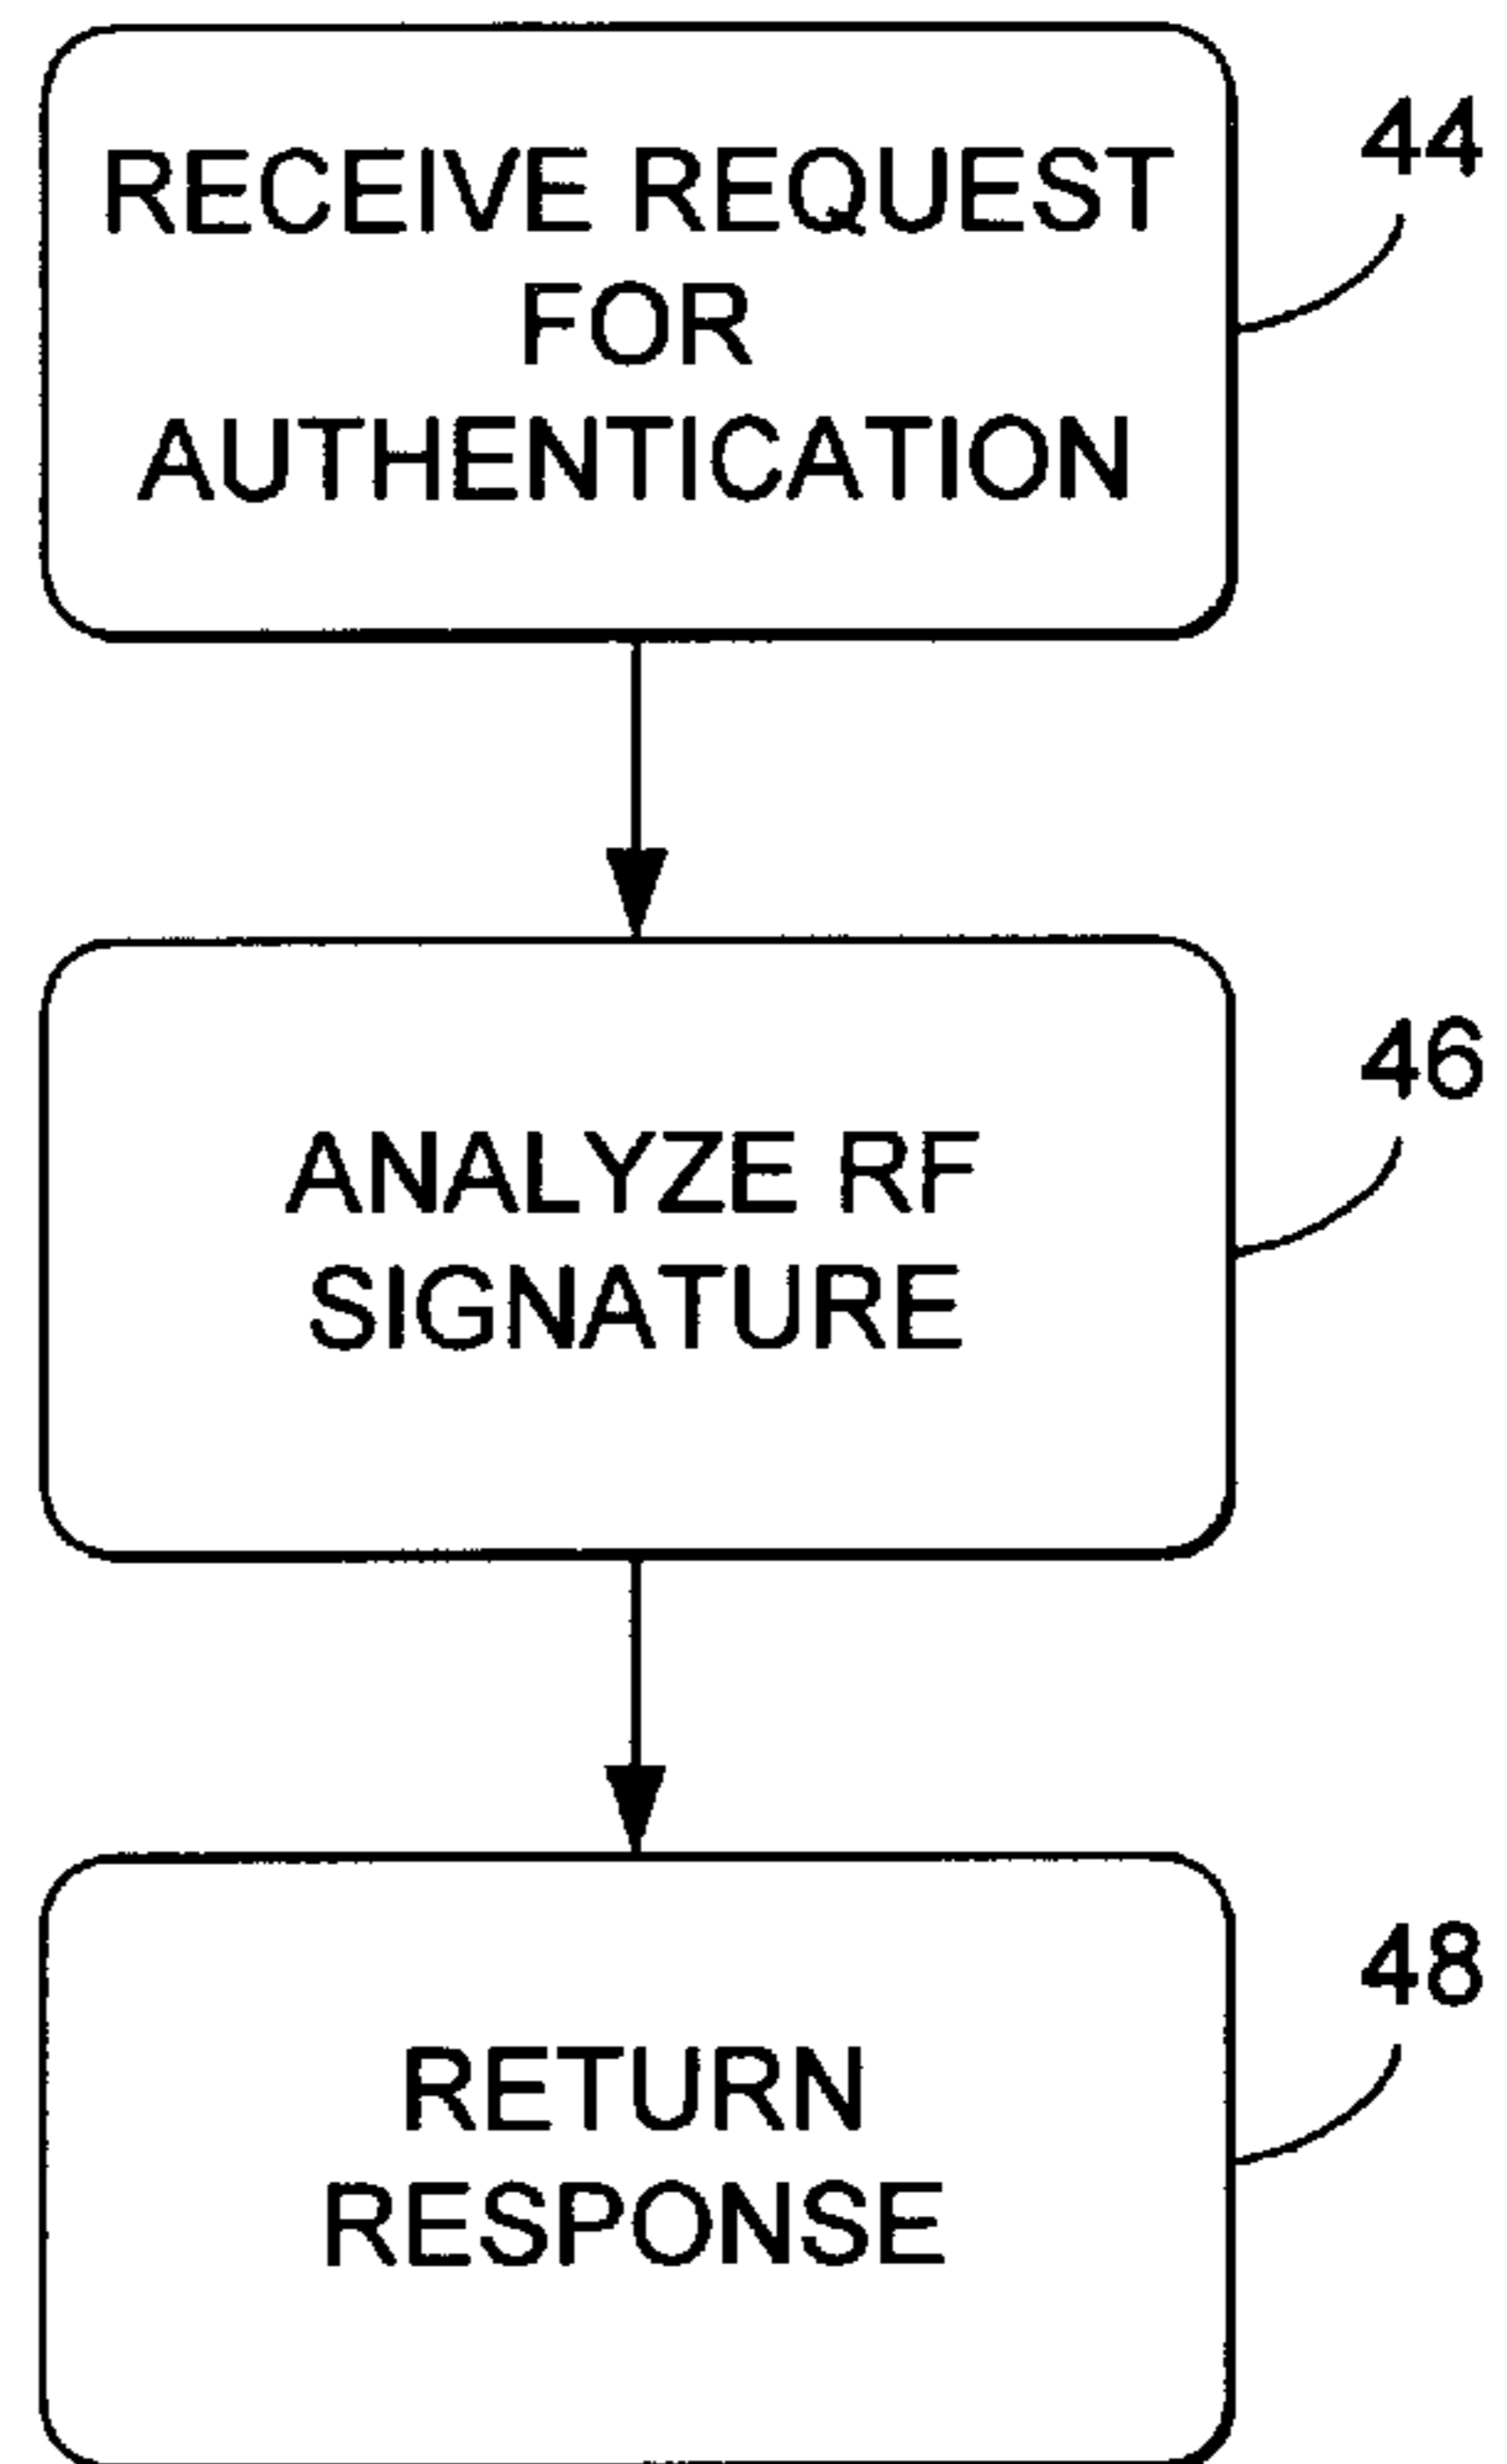 RECEIVE REQUEST
FOR
AUTHENTICATION
44
ANALYZE RF
SIGNATURE
46
RETURN
RESPONSE
48